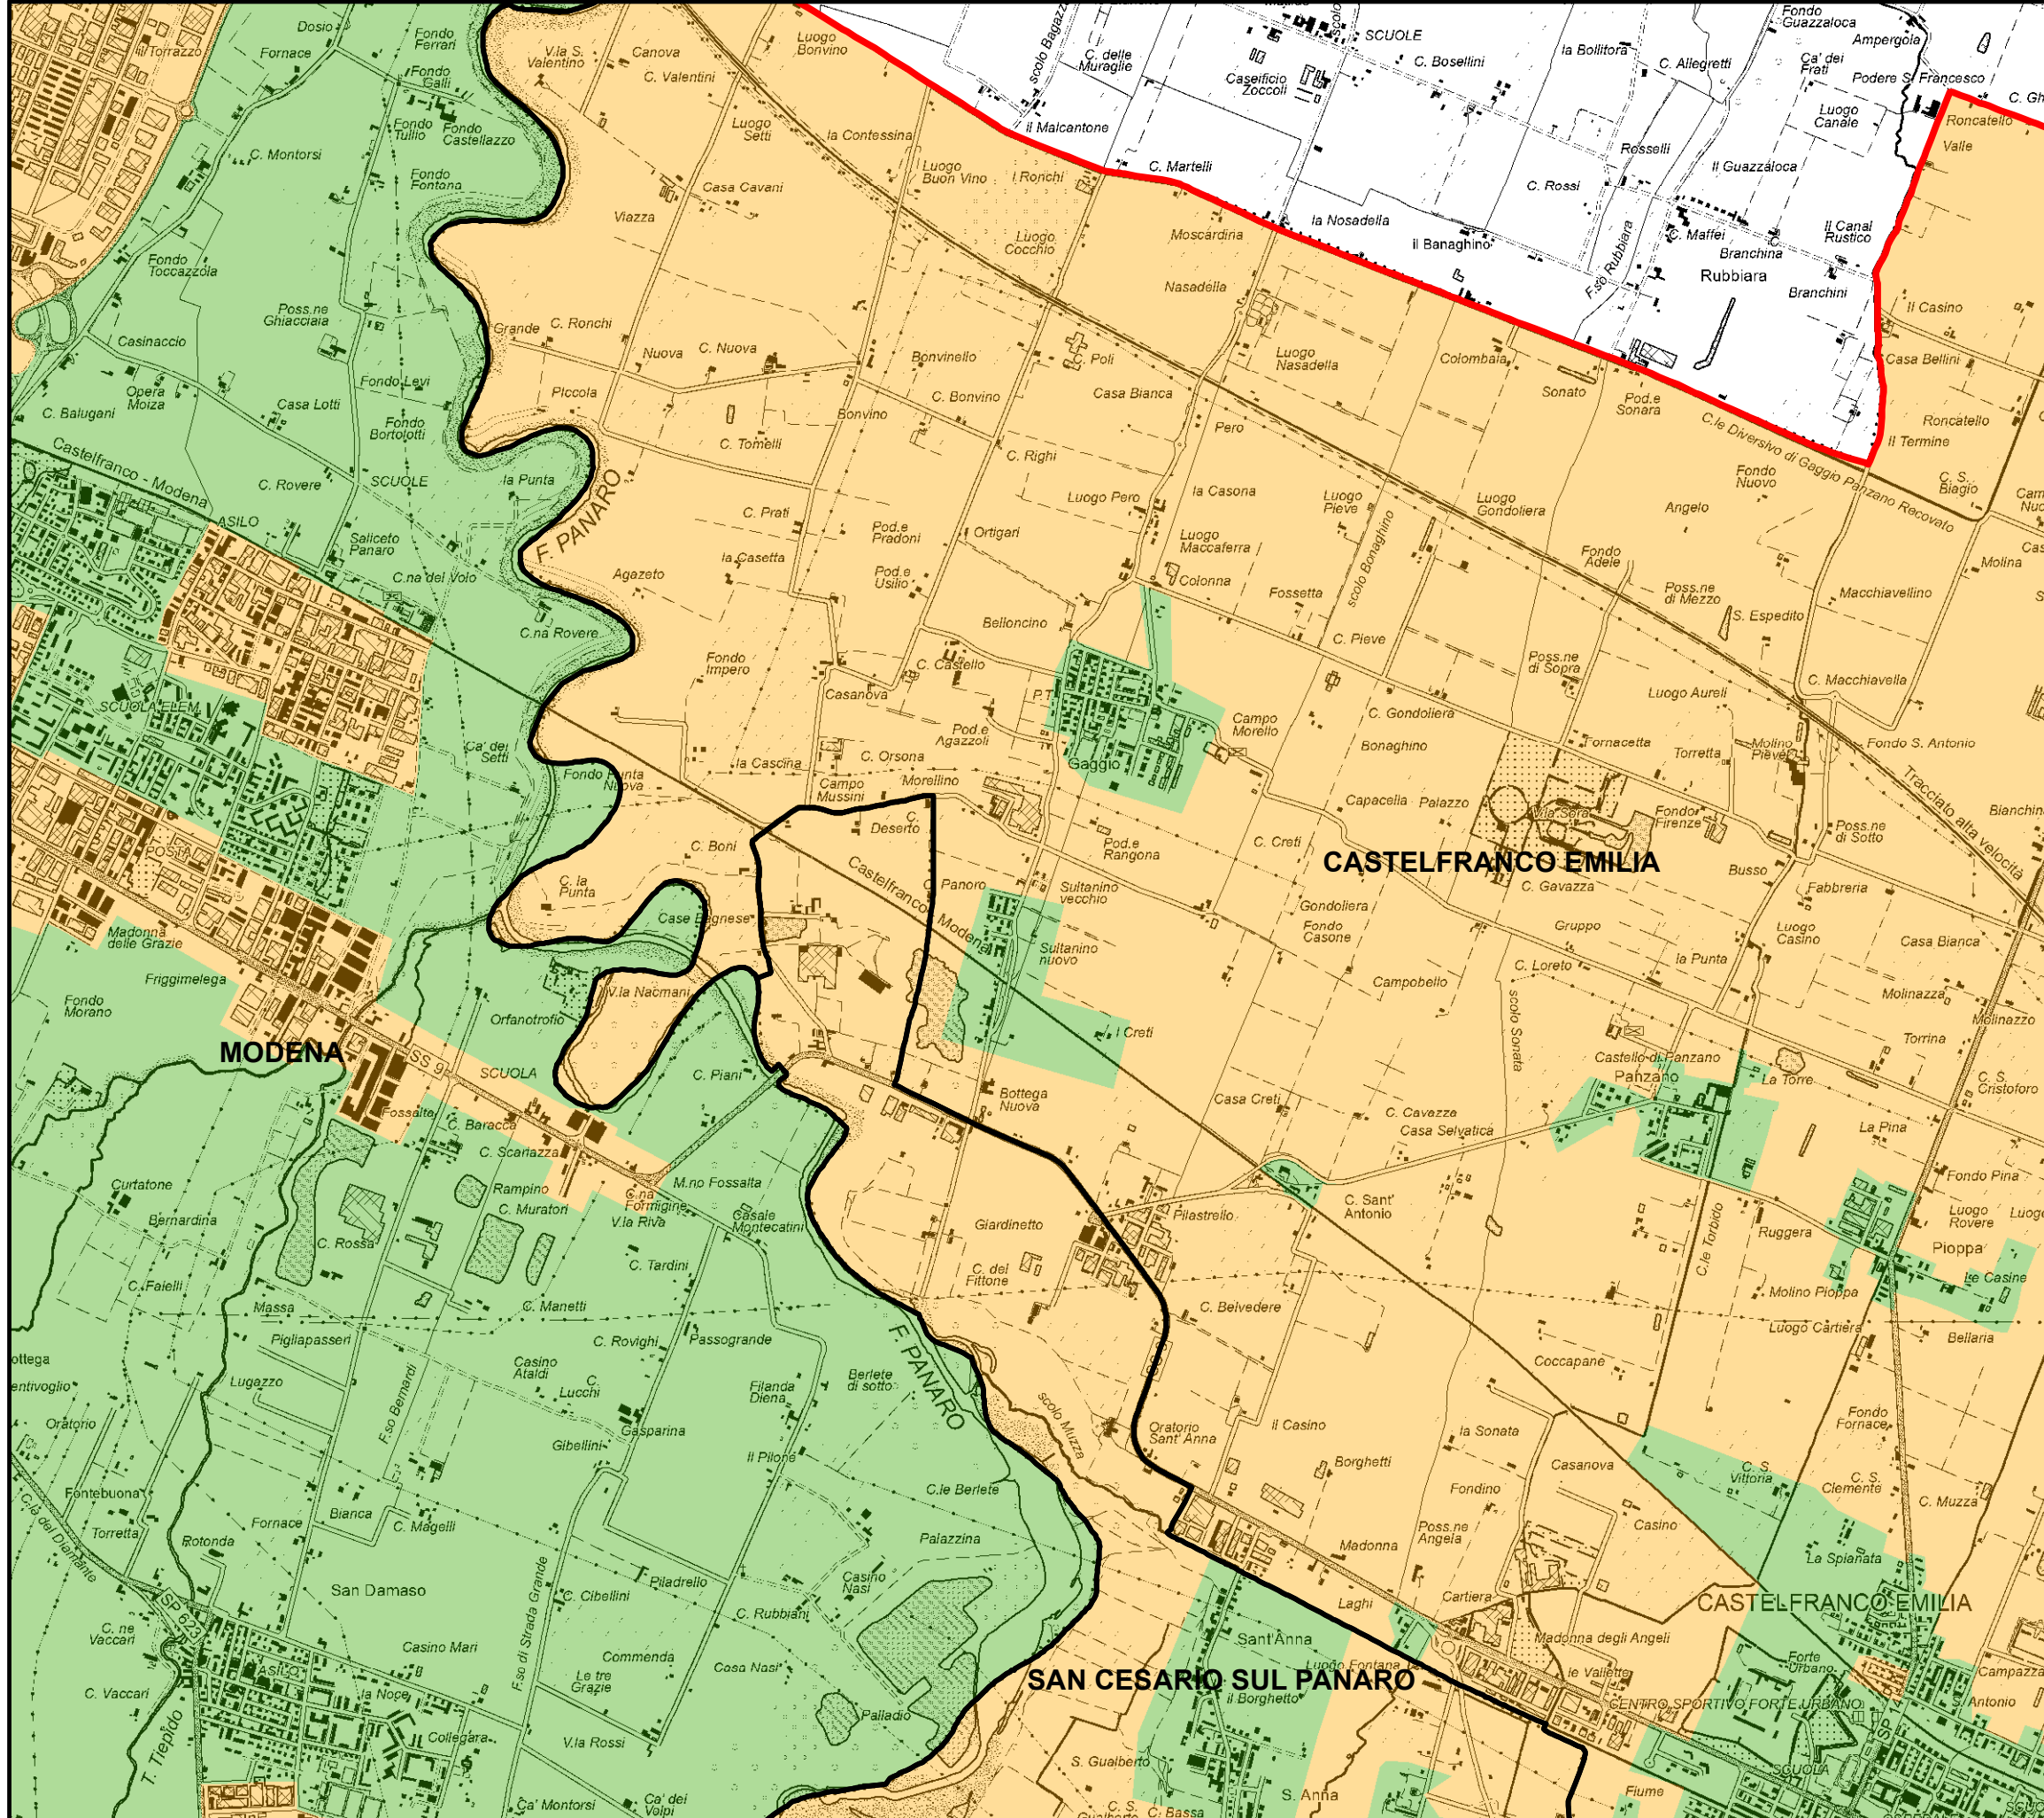 Dosio
Fondo
Ferrari
il Torrazzo
Fornace
V.la S.
Valentino
Canova
C. Valentini
Luogo
Bonvino
scolo Bagazz
C. delle
Muraglie
SCUOLE
Caseificio
Zoccoli
C. Bosellini
la Bollitora
C. Allegretti
Fondo
Guazzaloca
Ampergola
Ca' dei
Frati
Podere S. Francesco
C. Gh
Roncatello
Valle
Luogo
Canale
Fondo
Galli
Fondo
Tullio
Fondo
Castellazzo
C. Montorsi
Fondo
Fontana
Luogo
Setti
la Contessina
il Malcantone
Luogo
Buon Vino
I Ronchi
C. Martelli
Casa Cavani
Viazza
Luogo
Cocchio
Moscardina
la Nosadella
il Banaghino
C. Rossi
Rosselli
Il Guazzaloca
F.so Rubbiara
C. Maffei
Branchina
Rubbiara
Il Canal
Rustico
Branchini
Il Casino
Casa Bellini
Roncatello
Il Termine
Fondo
Toccazzola
Poss.ne
Ghiacciaia
Casinaccio
Nasadella
Grande
C. Ronchi
Nuova
C. Nuova
Bonvinello
C. Poli
Luogo
Nasadella
Colombaia
Sonato
Pod.e
Sonara
C.le Diversivo di Gaggio Panzano Recovato
Opera
Moiza
Fondo Levi
Casa Lotti
C. Balugani
Fondo
Bortolotti
Piccola
C. Bonvino
Bonvino
C. Tomelli
Casa Bianca
Pero
C. Righi
Castelfranco - Modena
C. Rovere
SCUOLE
la Punta
F. PANARO
ASILO
Saliceto
Panaro
C.na del Volo
C.na Rovere
C. Prati
Pod.e
Pradoni
Ortigari
la Casetta
Pod.e
Usilio
Agazeto
Luogo Pero
la Casona
Luogo
Maccaferra
Colonna
Luogo
Pieve
scolo Bonaghino
Luogo
Gondoliera
Fondo
Nuovo
Angelo
Fondo
Adele
C. S.
Biagio
Molina
Poss.ne
di Mezzo
Macchiavellino
S. Espedito
Fossetta
Belloncino
C. Pieve
Poss.ne
di Sopra
C. Macchiavella
Fondo
Impero
C. Castello
Casanova
P.T.
Luogo Aureli
SCUOLA ELEM.
Ca' dei
Setti
Pod.e
Agazzoli
Campo
Morello
C. Gondoliera
Bonaghino
Fornacetta
Torretta
Molino
Pieve
Fondo S. Antonio
Tracciato alta velocità
Fondo Punta
Nuova
la Cascina
C. Orsona
Campo
Mussini
Morellino
Gaggio
Capacella
Palazzo
V.la Sora
Fondo
Firenze
Bianchin
Poss.ne
di Sotto
POSTA
C. Boni
C.
Deserto
Pod.e
Rangona
C. Creti
CASTELFRANCO EMILIA
C. Gavazza
Busso
Fabbreria
C. la
Punta
Case Bagnese
Castelfranco - Modena
C. Panoro
Sultanino
vecchio
Gondoliera
Fondo
Casone
Gruppo
Luogo
Casino
Casa Bianca
Madonna
delle Grazie
Friggimelega
Sultanino
nuovo
C. Loreto
la Punta
Fondo
Morano
Orfanotrofio
V.la Nacmani
Campobello
scolo Sonata
Molinazza
Molinazzo
MODENA
SS 9
SCUOLA
C. Piani
I Creti
Castello di Panzano
Panzano
Torrina
La Torre
C. S.
Cristoforo
Fossalta
C. Baracca
C. Scartazza
Bottega
Nuova
Casa Creti
C. Cavazza
Casa Selvatica
La Pina
Curtatone
Rampino
C. Muratori
C.na
Formigine
V.la Riva
M.no Fossalta
Casale
Montecatini
Bernardina
C. Rossa
Giardinetto
Pilastrello
C. Sant'
Antonio
C.le Torbido
Ruggera
Fondo Pina
Luogo
Rovere
Pioppa
C. Faielli
C. Tardini
C. del
Fittone
le Casine
Massa
C. Manetti
C. Belvedere
Molino Pioppa
Pigliapasseri
C. Rovighi
Passogrande
Luogo Cartiera
Bellaria
F. PANARO
Casino
Ataldi
Lugazzo
F.so Bernardi
C.
Lucchi
Filanda
Diena
Berlete
di sotto
scolo Muzza
Coccapane
Oratorio
Gasparina
Gibellini
Il Pilone
Oratorio
Sant' Anna
il Casino
la Sonata
Fondo
Fornace
Borghetti
Casanova
C. S.
Vittoria
C. S.
Clemente
C. Muzza
Fontebuona
Torretta
C.le del Diamante
Fornace
Bianca
C. Magelli
C.le Berlete
Fondino
Casino
Rotonda
Palazzina
Poss.ne
Angela
Madonna
La Spianata
San Damaso
F.so di Strada Grande
C. Cibellini
Piladrello
Casino
Nasi
SP 623
C. ne
Vaccari
C. Rubbiani
Laghi
Cartiera
CASTELFRANCO EMILIA
Casino Mari
Commenda
Casa Nasi
Sant'Anna
Madonna degli Angeli
Forte
Urbano
ASILO
Le tre
Grazie
Luogo Fontana
le Vallette
Campazza
C. Vaccari
la Noce
SAN CESARIO SUL PANARO
il Borghetto
CENTRO SPORTIVO FORTE URBANO
S. Antonio
T. Tiepido
Collegara
V.la Rossi
Palladio
S. Gualberto
SCUOLA
Ca' Montorsi
Ca' dei
Volpi
C. S.
Gualberto
C. Bassa
S. Anna
Fiume